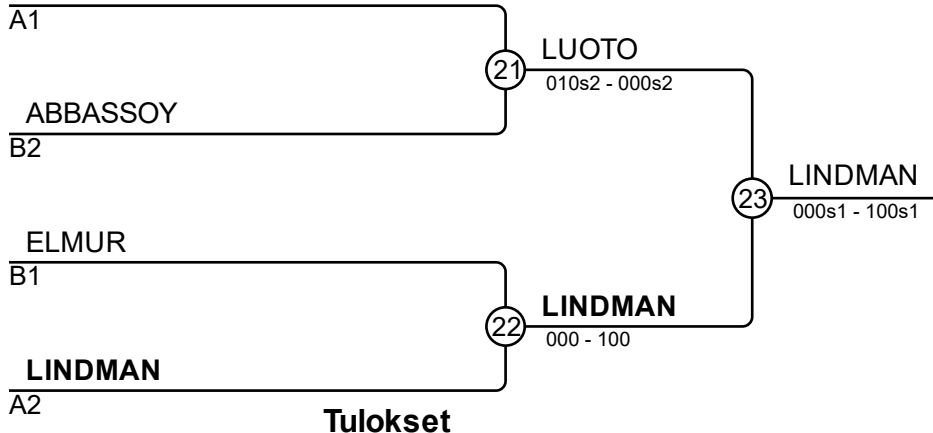 A1
21
LUOTO
010s2 - 000s2
ABBASSOY
B2
23
LINDMAN
000s1 - 100s1
ELMUR
B1
22
LINDMAN
000 - 100
LINDMAN
A2
Tulokset